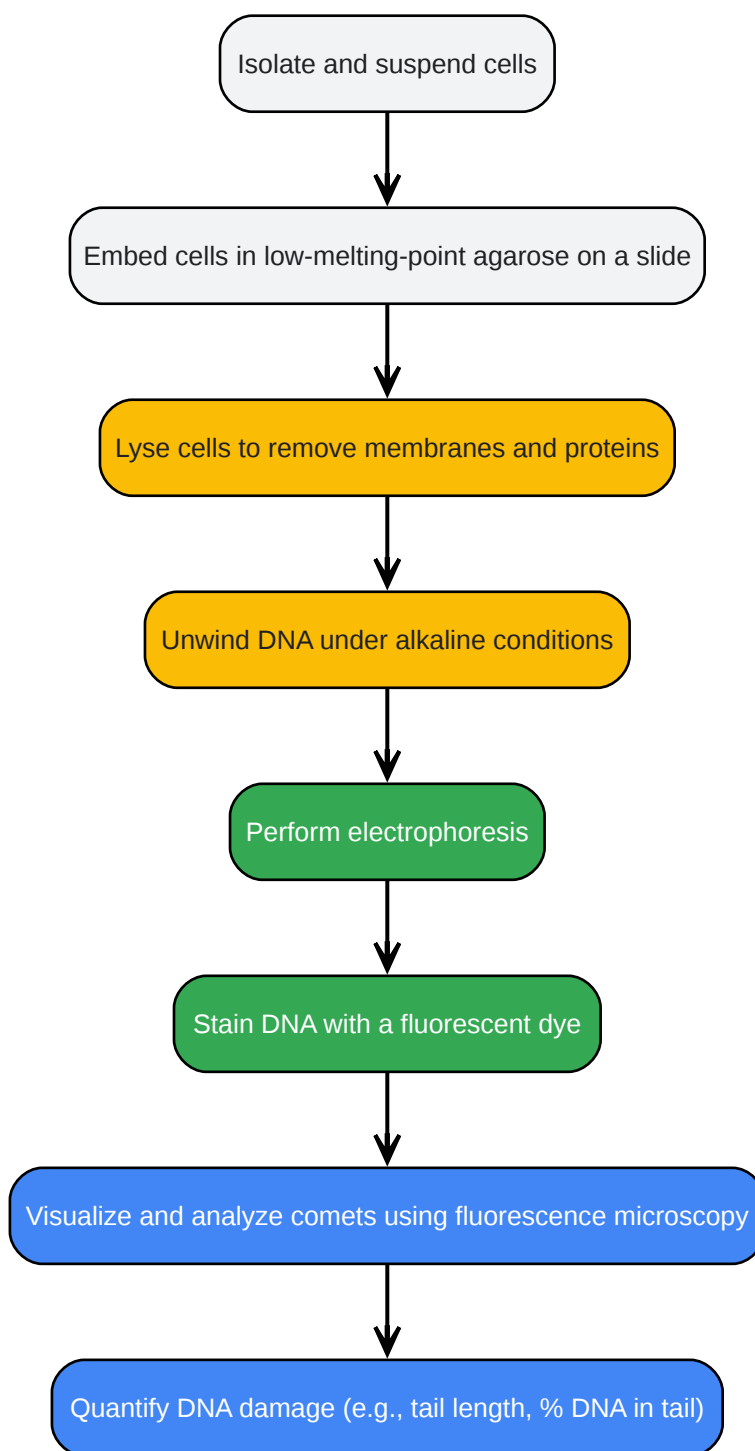 Isolate and suspend cells
Embed cells in low-melting-point agarose on a slide
Lyse cells to remove membranes and proteins
Unwind DNA under alkaline conditions
Perform electrophoresis
Stain DNA with a fluorescent dye
Visualize and analyze comets using fluorescence microscopy
Quantify DNA damage (e.g., tail length, % DNA in tail)